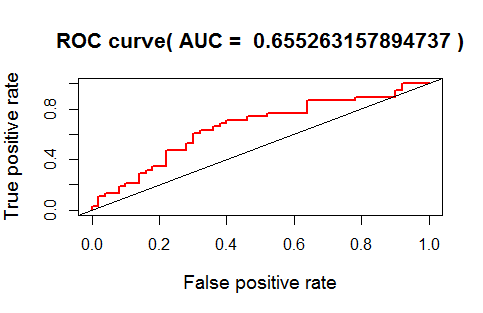 ROC curve( AUC =  0.655263157894737 )
True positive rate
0.8
0.4
0.0
0.0 0.2 0.4 0.6 0.8 1.0
False positive rate